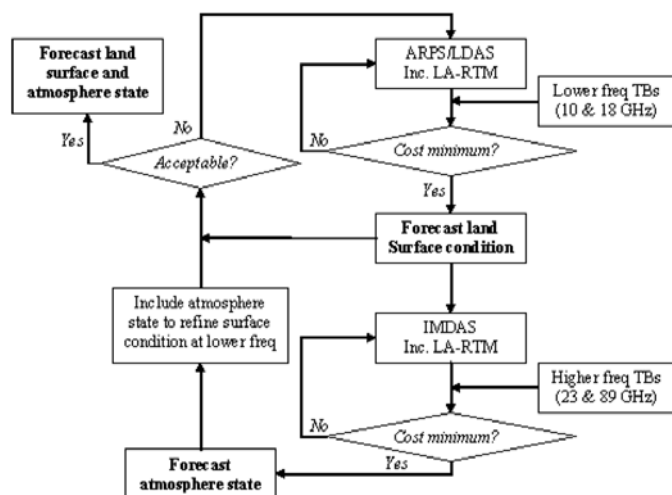 Forecast land
surface and
atmosphere state
ARPS/LDAS
Inc. LA-RTM
Lower freq TBs
(10 & 18 GHz)
No
Yes
Acceptable?
No
Cost minimum?
Yes
Forecast land
Surface condition
Include atmosphere
state to refine surface
condition at lower freq
IMDAS
Inc. LA-RTM
Higher freq TBs
(23 & 89 GHz)
No
Cost minimum?
Yes
Forecast
atmosphere state